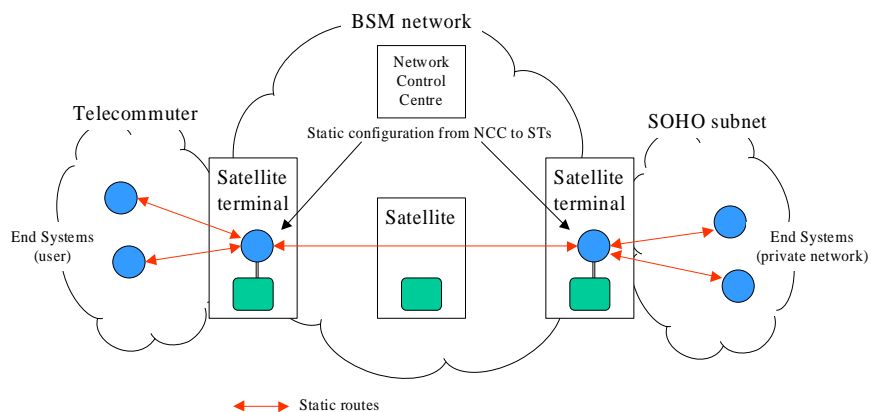 BSM network
Network
Control
Centre
Telecommuter
Static configuration from NCC to STs
SOHO subnet
Satellite
terminal
Satellite
Satellite
terminal
End Systems
(user)
End Systems
(private network)
Static routes